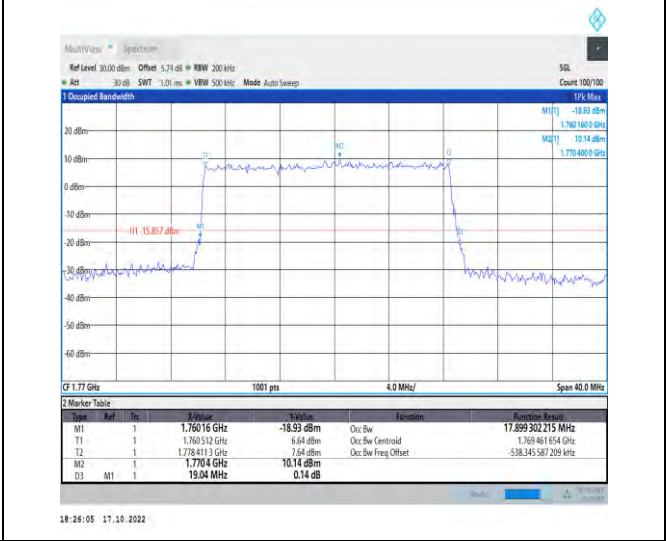 MultiView Spectrum
Ref Level 30.00 dBm Offset 5.74 dB RBW 200 kHz SGL
Att 30 dB SWT 1.01 ms VBW 500 kHz Mode Auto Sweep Count 100/100
1 Occupied Bandwidth 1Pk Max
M1[1] -18.93 dBm
1.760 160 0 GHz
20 dBm M2[1] 10.14 dBm
1.770 400 0 GHz
M2
10 dBm T1 T2
0 dBm
-10 dBm
H1 -15.857 dBm M1
-20 dBm D3
-30 dBm
-40 dBm
-50 dBm
-60 dBm
CF 1.77 GHz 1001 pts 4.0 MHz/ Span 40.0 MHz
2 Marker Table
Type Ref Trc X-Value Y-Value Function Function Result
M1 1 1.76016 GHz -18.93 dBm Occ Bw 17.899 302 215 MHz
T1 1 1.760 512 GHz 6.64 dBm Occ Bw Centroid 1.769 461 654 GHz
T2 1 1.778 411 3 GHz 7.64 dBm Occ Bw Freq Offset -538.345 587 209 kHz
M2 1 1.7704 GHz 10.14 dBm
D3 M1 1 19.04 MHz 0.14 dB
18:26:05 17.10.2022